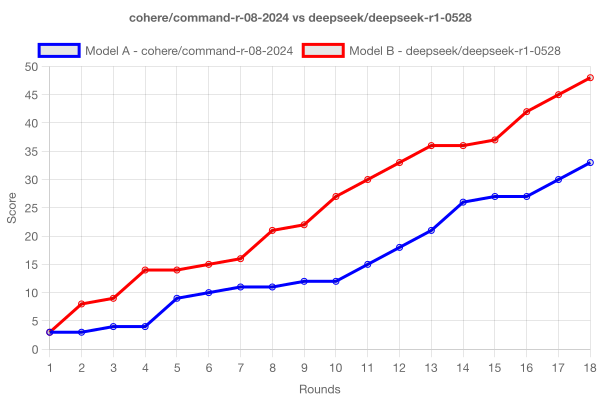 cohere/command-r-08-2024 vs deepseek/deepseek-r1-0528
Model A - cohere/command-r-08-2024 Model B - deepseek/deepseek-r1-0528
50
45
40
35
30
25
20
15
10
5
0
Score
1 2 3 4 5 6 7 8 9 10 11 12 13 14 15 16 17 18
Rounds